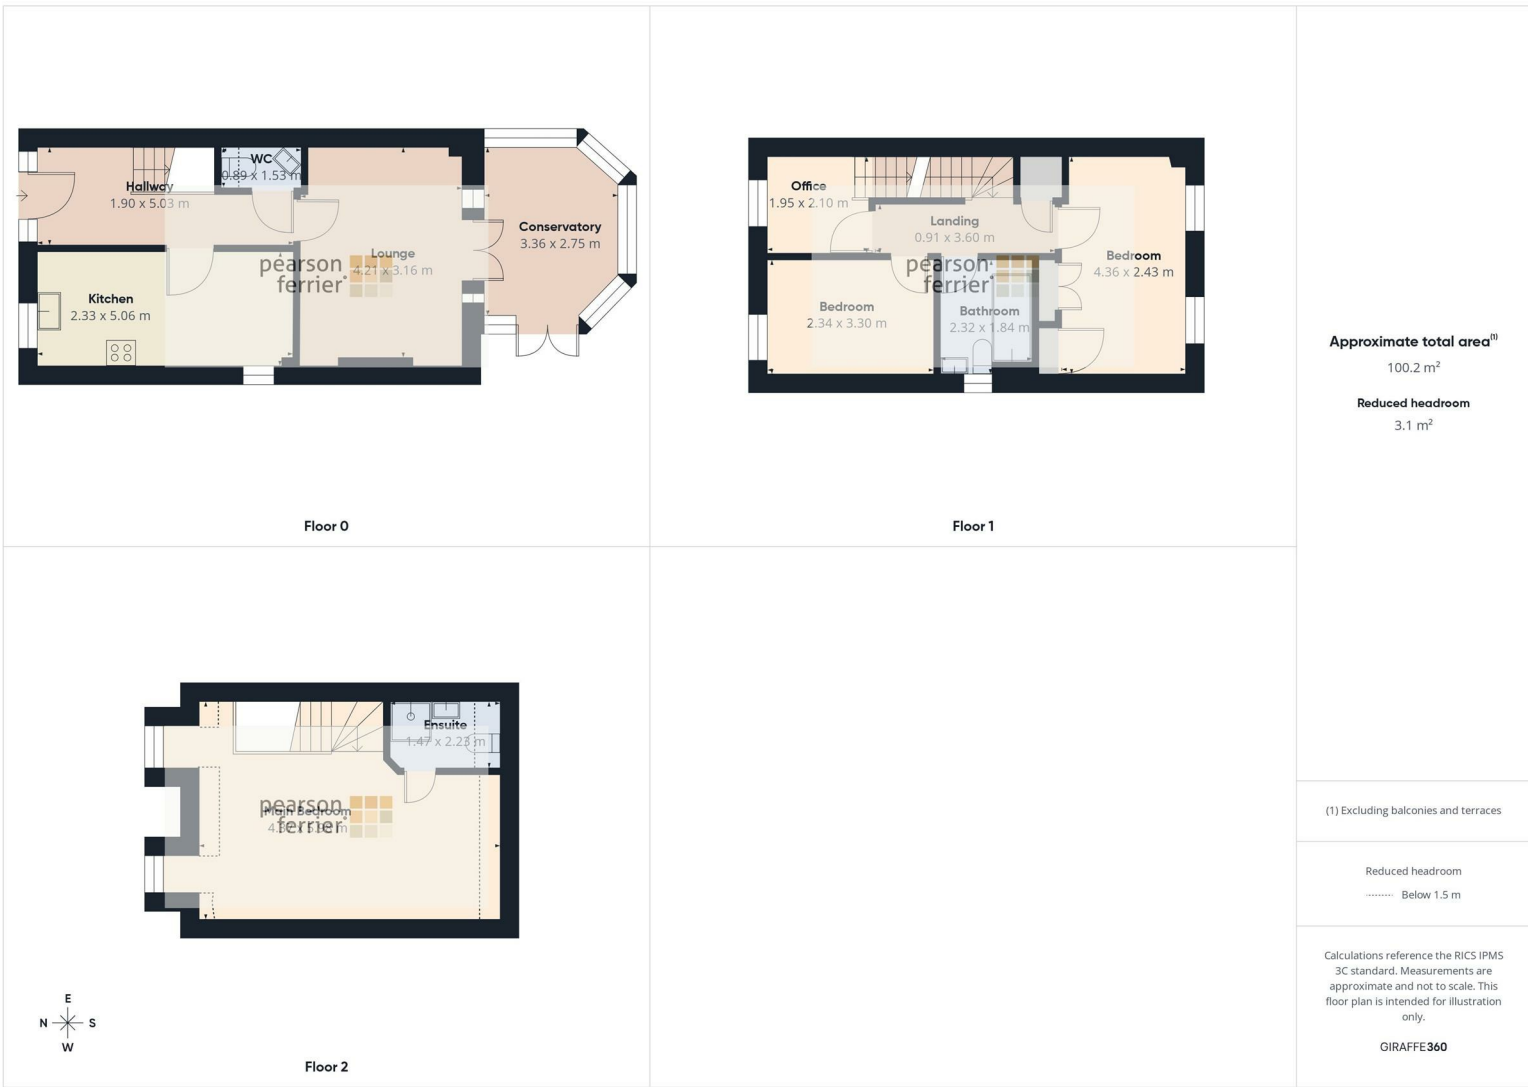 WC
0.89 x 1.53 m
Hallway
1.90 x 5.03 m
Conservatory
3.36 x 2.75 m
Lounge
4.21 x 3.16 m
pearson
ferrier
Kitchen
2.33 x 5.06 m
Floor 0
Office
1.95 x 2.10 m
Landing
0.91 x 3.60 m
pearson
ferrier
Bedroom
4.36 x 2.43 m
Bedroom
2.34 x 3.30 m
Bathroom
2.32 x 1.84 m
Floor 1
Approximate total area(1)
100.2 m²
Reduced headroom
3.1 m²
Ensuite
1.47 x 2.23 m
Main Bedroom
pearson
ferrier
E
N S
W
Floor 2
(1) Excluding balconies and terraces
Reduced headroom
Below 1.5 m
Calculations reference the RICS IPMS
3C standard. Measurements are
approximate and not to scale. This
floor plan is intended for illustration
only.
GIRAFFE360